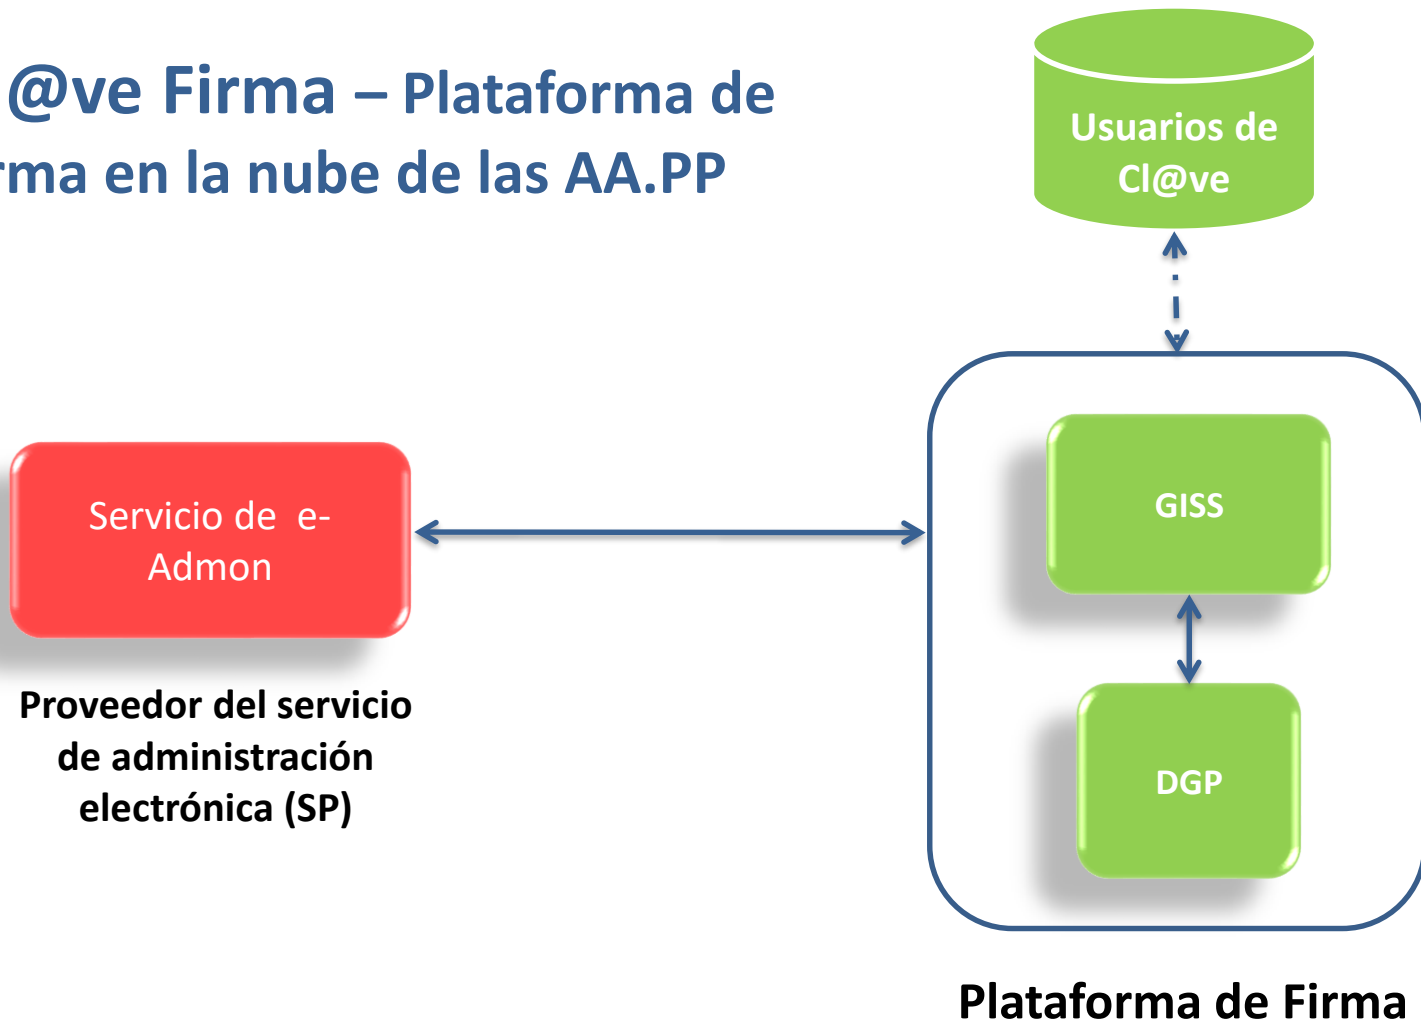 @ve Firma – Plataforma de
rma en la nube de las AA.PP
Usuarios de
Cl@ve
GISS
Servicio de e-
Admon
DGP
Proveedor del servicio
de administración
electrónica (SP)
Plataforma de Firma